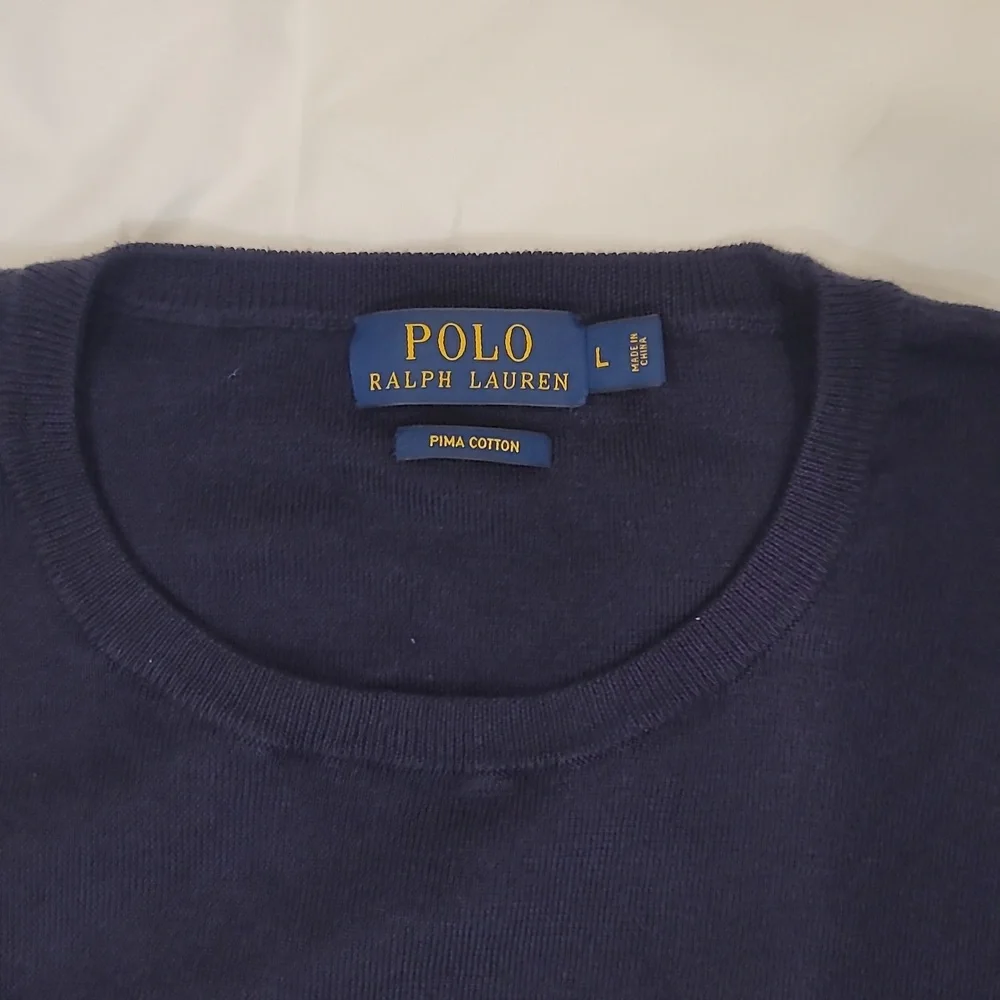 POLO
RALPH LAUREN
L
MADE IN
CHINA
PIMA COTTON